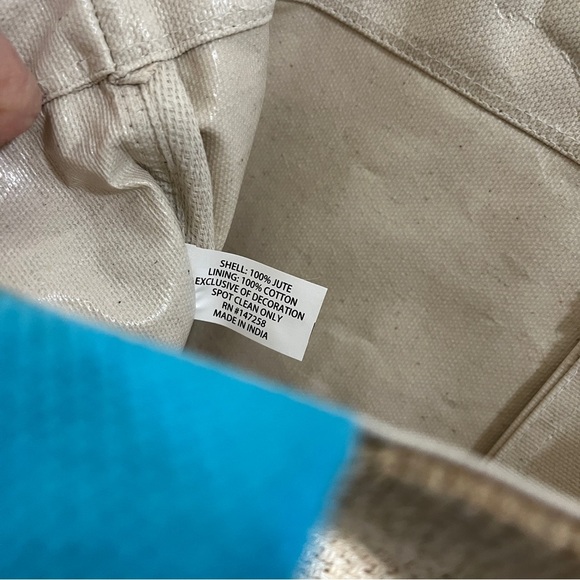 SHELL: 100% JUTE
LINING: 100% COTTON
EXCLUSIVE OF DECORATION
SPOT CLEAN ONLY
RN #147258
MADE IN INDIA